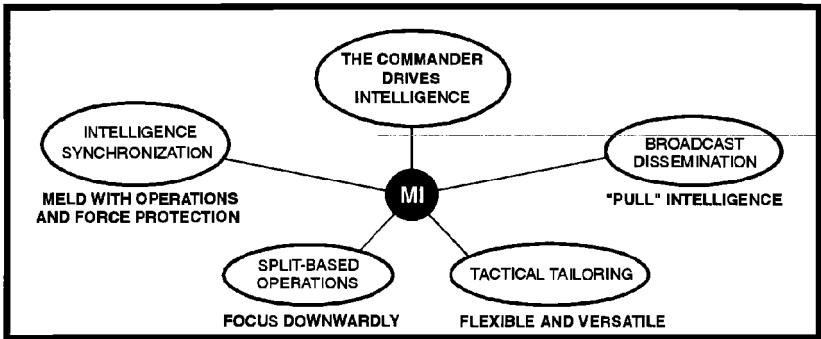 THE COMMANDER
DRIVES
INTELLIGENCE
INTELLIGENCE
SYNCHRONIZATION
MELD WITH OPERATIONS
AND FORCE PROTECTION
BROADCAST
DISSEMINATION
"PULL" INTELLIGENCE
MI
SPLIT-BASED
OPERATIONS
FOCUS DOWNWARDLY
TACTICAL TAILORING
FLEXIBLE AND VERSATILE